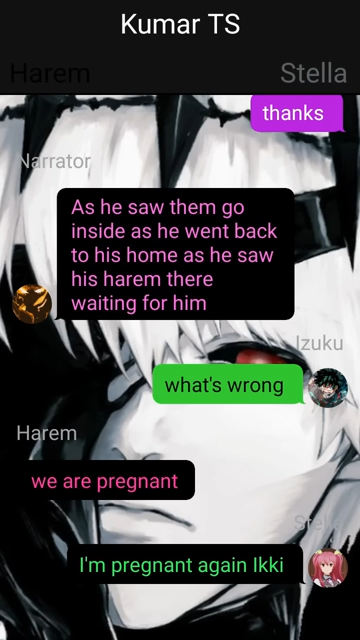 Kumar TS
Harem
Stella
thanks
Narrator
As he saw them go
inside as he went back
to his home as he saw
his harem there
waiting for him
Izuku
what's wrong
Harem
we are pregnant
Stella
I'm pregnant again Ikki